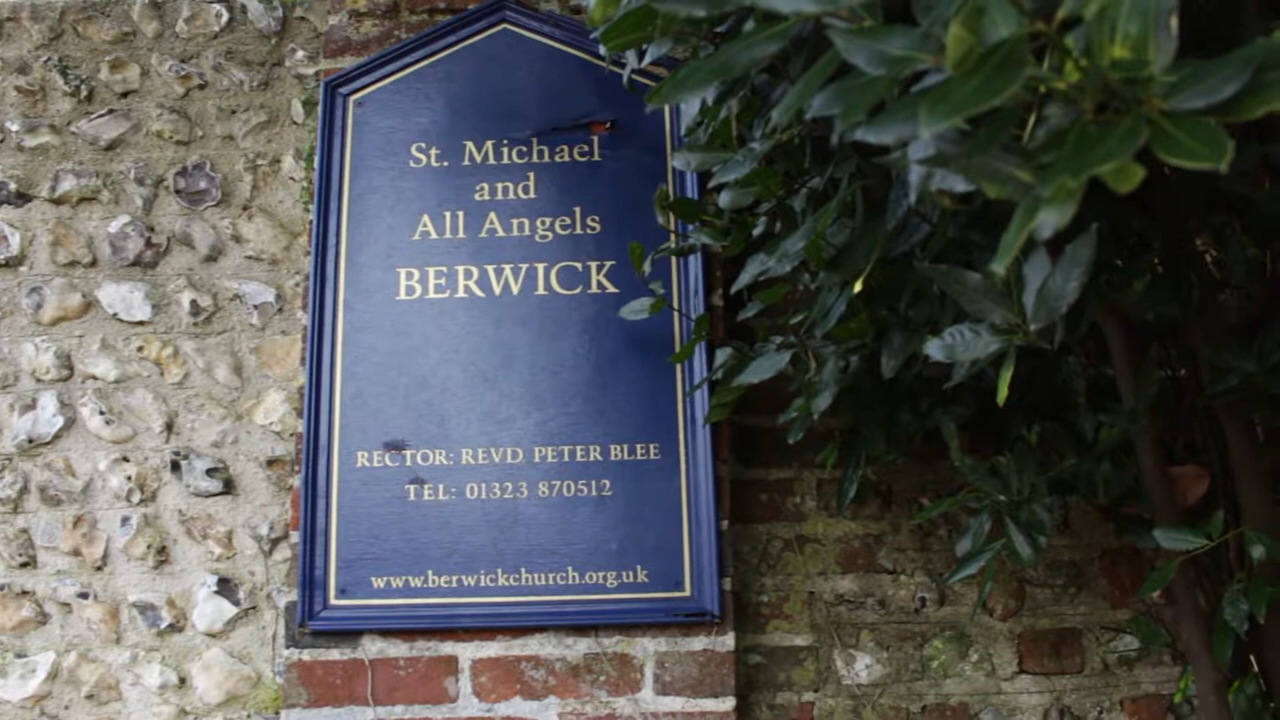 St. Michael
and
All Angels
BERWICK
RECTOR: REVD. PETER BLEE
TEL: 01323 870512
www.berwickchurch.org.uk